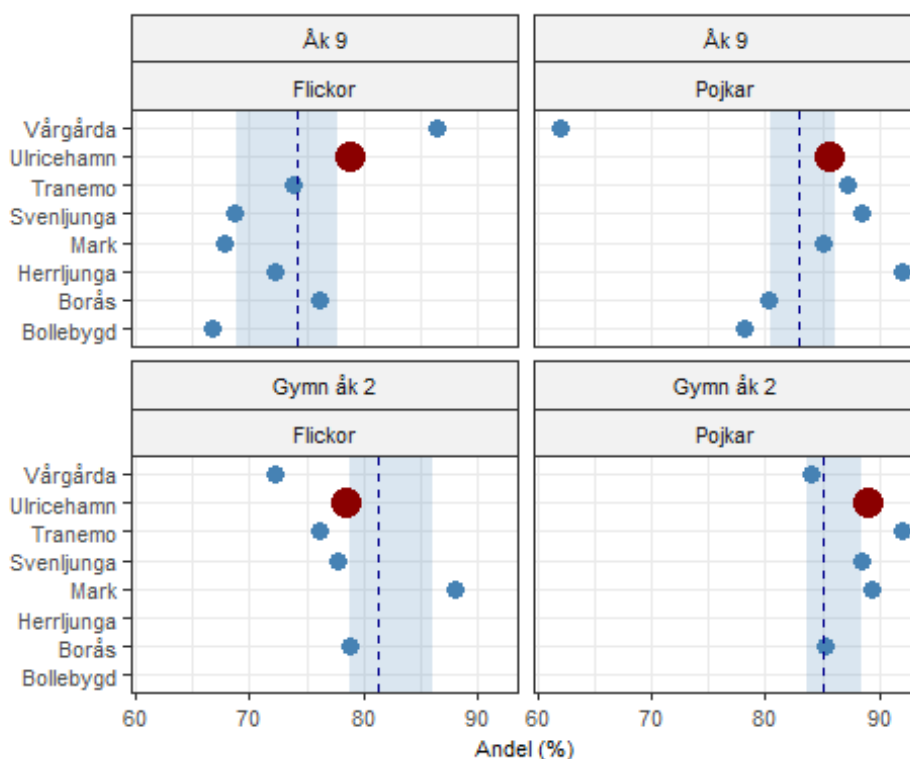 Åk 9
Åk 9
Flickor
Pojkar
Vårgårda
Ulricehamn
Tranemo
Svenljunga
Mark
Herrljunga
Borås
Bollebygd
Gymn åk 2
Gymn åk 2
Flickor
Pojkar
Vårgårda
Ulricehamn
Tranemo
Svenljunga
Mark
Herrljunga
Borås
Bollebygd
60 70 80 90
60 70 80 90
Andel (%)